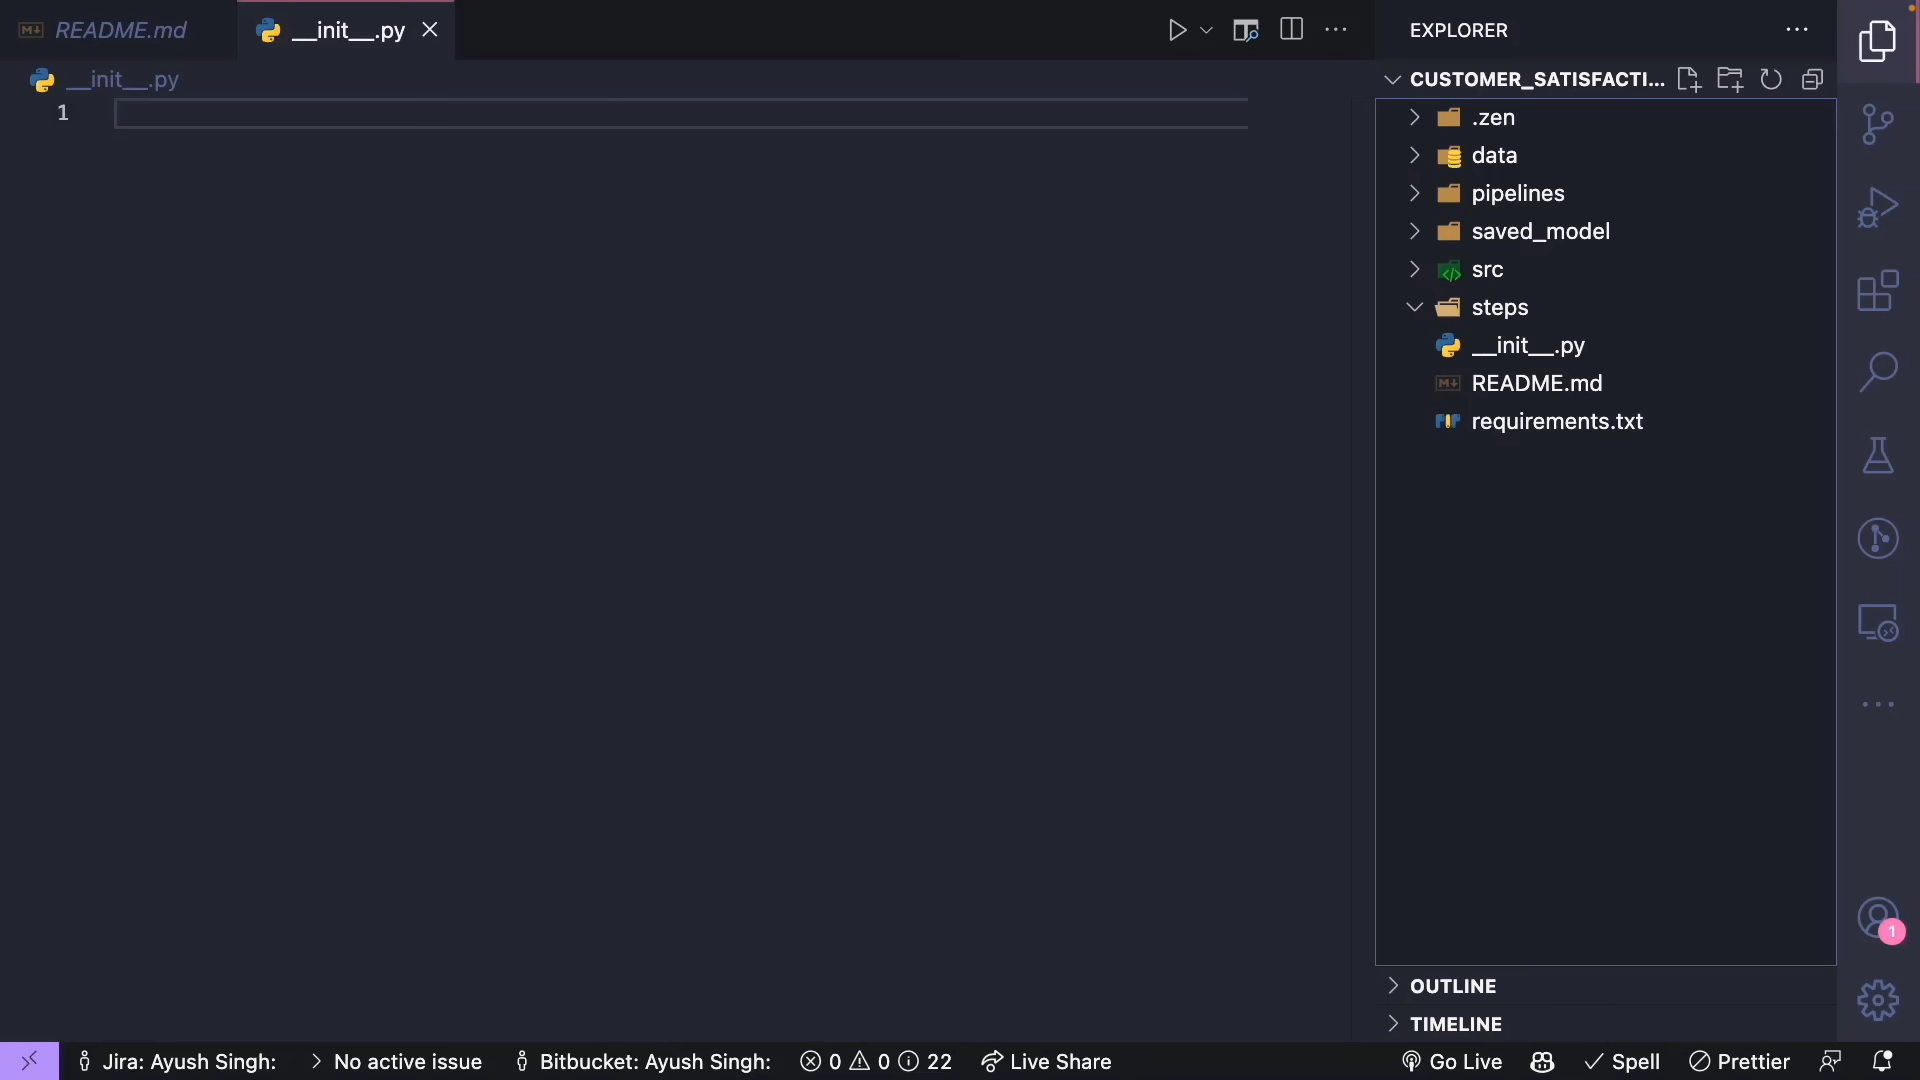 README.md
__init__.py
EXPLORER
__init__.py
CUSTOMER_SATISFACTI...
1
.zen
data
pipelines
saved_model
src
steps
__init__.py
README.md
requirements.txt
1
OUTLINE
TIMELINE
Jira: Ayush Singh: No active issue Bitbucket: Ayush Singh: 0 0 22 Live Share Go Live Spell Prettier